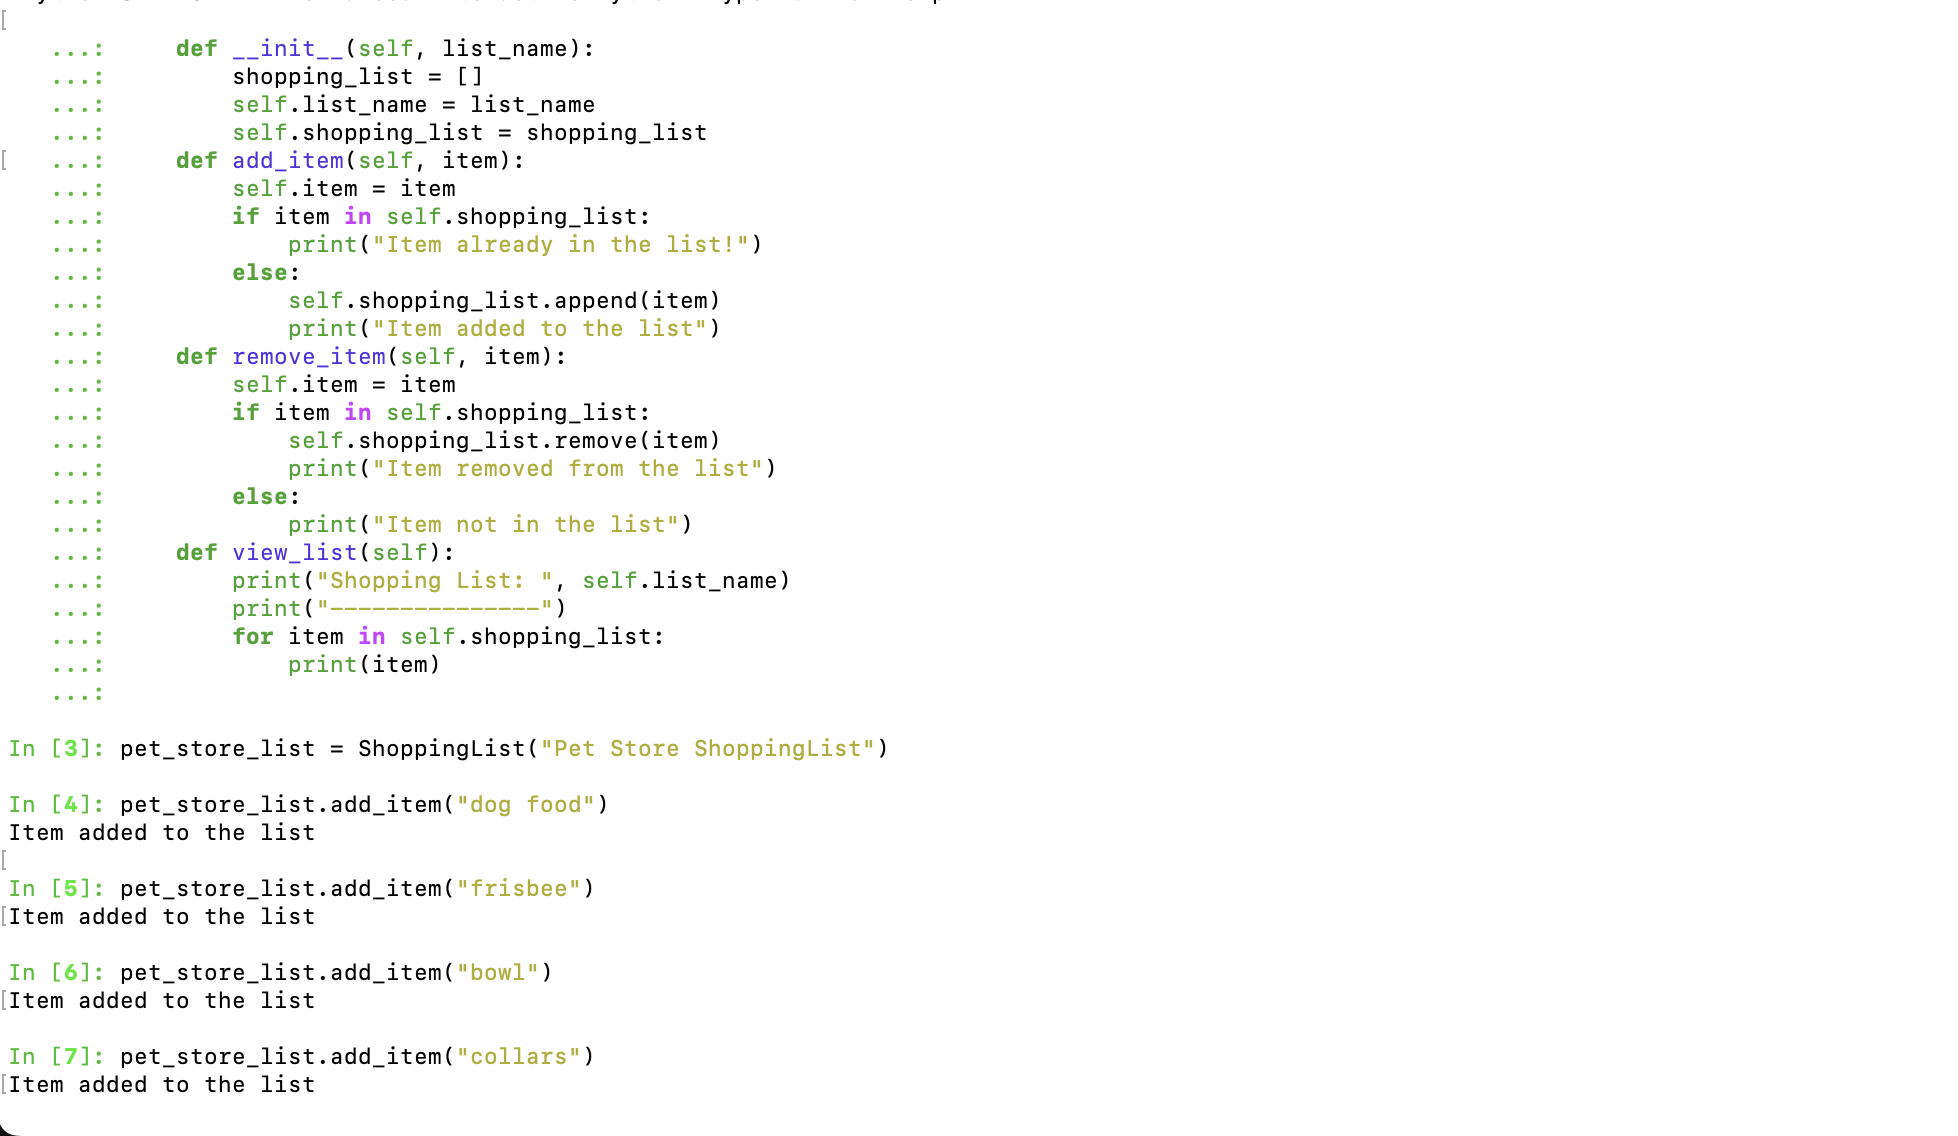 ...:     def __init__(self, list_name):
...:         shopping_list = []
...:         self.list_name = list_name
...:         self.shopping_list = shopping_list
...:     def add_item(self, item):
...:         self.item = item
...:         if item in self.shopping_list:
...:             print("Item already in the list!")
...:         else:
...:             self.shopping_list.append(item)
...:             print("Item added to the list")
...:     def remove_item(self, item):
...:         self.item = item
...:         if item in self.shopping_list:
...:             self.shopping_list.remove(item)
...:             print("Item removed from the list")
...:         else:
...:             print("Item not in the list")
...:     def view_list(self):
...:         print("Shopping List: ", self.list_name)
...:         print("---------------")
...:         for item in self.shopping_list:
...:             print(item)
...:
In [3]: pet_store_list = ShoppingList("Pet Store ShoppingList")
In [4]: pet_store_list.add_item("dog food")
Item added to the list
In [5]: pet_store_list.add_item("frisbee")
Item added to the list
In [6]: pet_store_list.add_item("bowl")
Item added to the list
In [7]: pet_store_list.add_item("collars")
Item added to the list